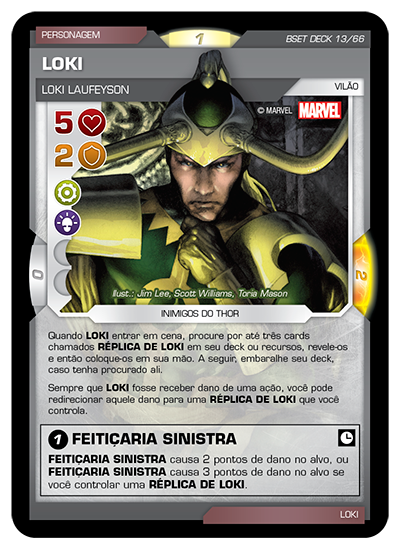 PERSONAGEM
1
BSET DECK 13/66
LOKI
LOKI LAUFEYSON
VILÃO
© MARVEL
MARVEL
5
2
0
2
Ilust.: Jim Lee, Scott Williams, Toria Mason
INIMIGOS DO THOR
Quando LOKI entrar em cena, procure por até três cards
chamados RÉPLICA DE LOKI em seu deck ou recursos, revele-os
e então coloque-os em sua mão. A seguir, embaralhe seu deck,
caso tenha procurado ali.
Sempre que LOKI fosse receber dano de uma ação, você pode
redirecionar aquele dano para uma RÉPLICA DE LOKI que você
controla.
1 FEITIÇARIA SINISTRA
FEITIÇARIA SINISTRA causa 2 pontos de dano no alvo, ou
FEITIÇARIA SINISTRA causa 3 pontos de dano no alvo se
você controlar uma RÉPLICA DE LOKI.
LOKI